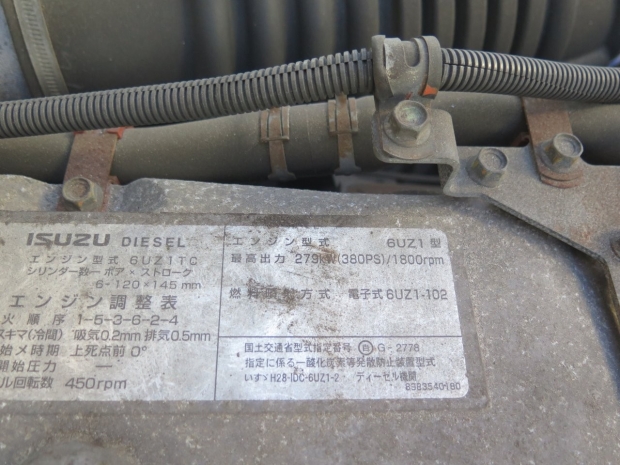 ISUZU DIESEL
エンジン型式 6UZ1TC
シリンダー数ーボア×ストローク
6-120×145mm
エンジン調整表
火 順序 1-5-3-6-2-4
スキマ(冷間) 吸気0.2mm 排気0.5mm
始メ時期 上死点前0°
開始圧力 —
ル回転数 450rpm
エンジン型式 6UZ1型
最高出力 279kW(380PS)/1800rpm
燃料 方式 電子式6UZ1-102
国土交通省型式指定番号 自 G-2778
指定に係る一酸化炭素等発散防止装置型式
いすゞH28-IDC-6UZ1-2 ディーゼル機関